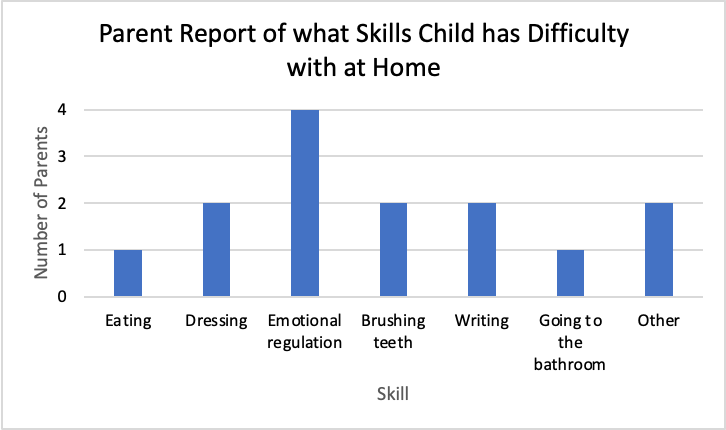 Parent Report of what Skills Child has Difficulty
with at Home
Number of Parents
4
3
2
1
0
Eating
Dressing
Emotional
regulation
Brushing
teeth
Writing
Going to
the
bathroom
Other
Skill